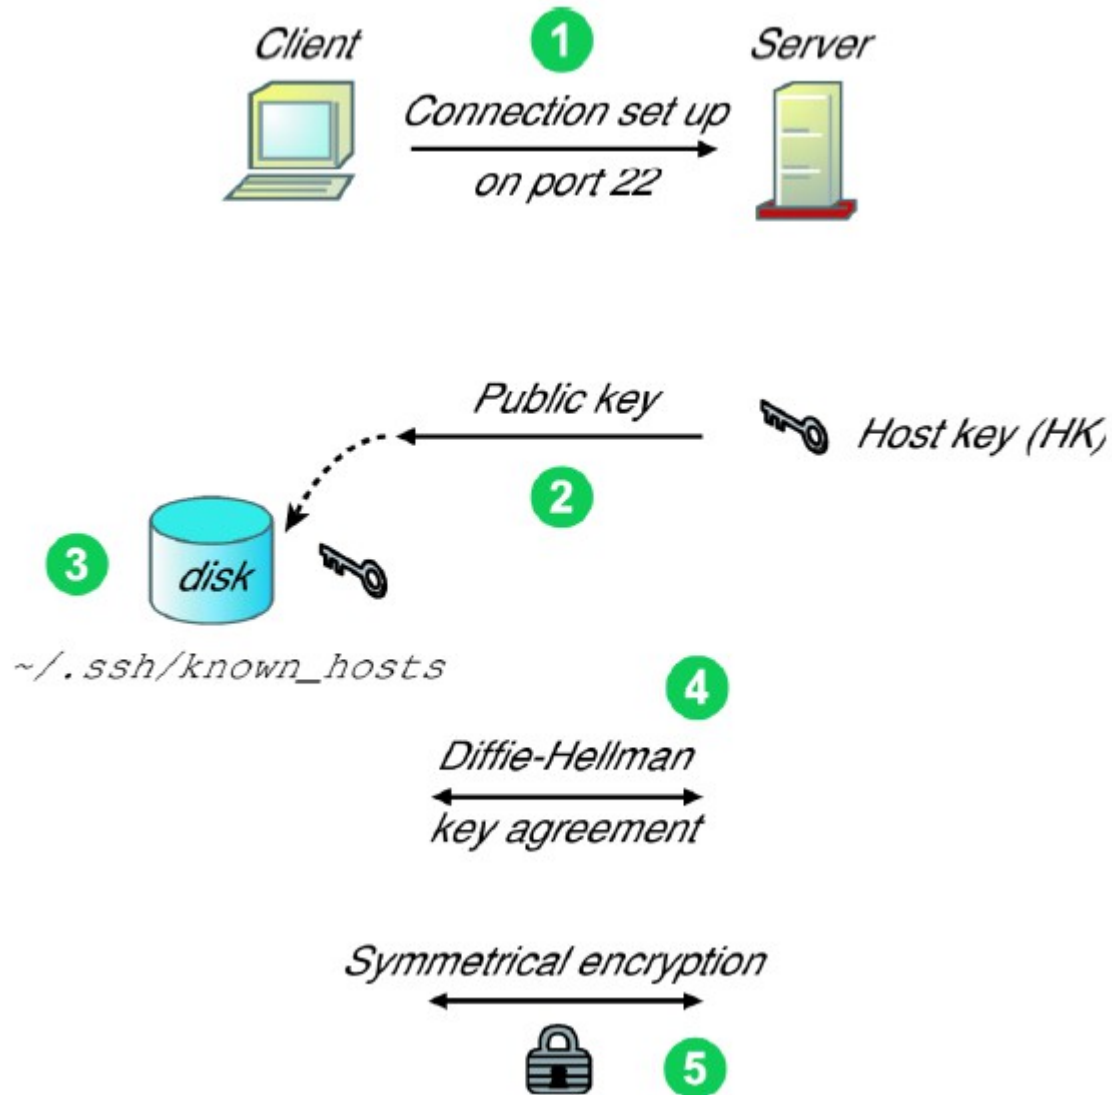 Client
1
Server
Connection set up
on port 22
Public key
Host key (HK)
2
3
disk
~/.ssh/known_hosts
4
Diffie-Hellman
key agreement
Symmetrical encryption
5